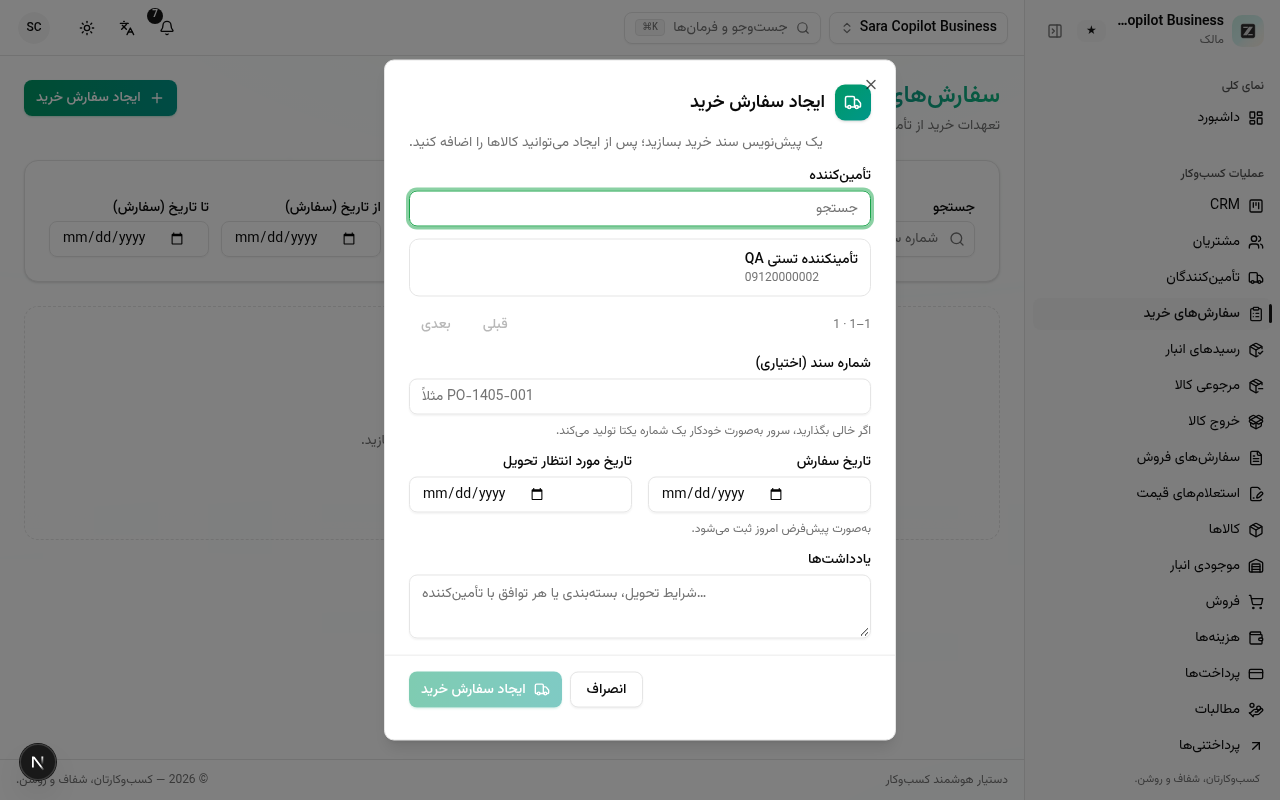 …opilot Business
مالک
نمای کلی
داشبورد
عملیات کسب‌وکار
CRM
مشتریان
تأمین‌کنندگان
سفارش‌های خرید
رسیدهای انبار
مرجوعی کالا
خروج کالا
سفارش‌های فروش
استعلام‌های قیمت
کالاها
موجودی انبار
فروش
هزینه‌ها
پرداخت‌ها
مطالبات
پرداختنی‌ها
کسب‌وکارتان، شفاف و روشن.
Sara Copilot Business
جست‌وجو و فرمان‌ها
⌘K
7
SC
سفارش‌های
تعهدات خرید از تأم
ایجاد سفارش خرید
جستجو
شماره س
از تاریخ (سفارش)
mm/dd/yyyy
تا تاریخ (سفارش)
mm/dd/yyyy
ازید.
ایجاد سفارش خرید
یک پیش‌نویس سند خرید بسازید؛ پس از ایجاد می‌توانید کالاها را اضافه کنید.
تأمین‌کننده
جستجو
تأمینکننده تستی QA
09120000002
1–1 · 1
قبلی
بعدی
شماره سند (اختیاری)
مثلاً PO-1405-001
اگر خالی بگذارید، سرور به‌صورت خودکار یک شماره یکتا تولید می‌کند.
تاریخ سفارش
mm/dd/yyyy
به‌صورت پیش‌فرض امروز ثبت می‌شود.
تاریخ مورد انتظار تحویل
mm/dd/yyyy
یادداشت‌ها
شرایط تحویل، بسته‌بندی یا هر توافق با تأمین‌کننده…
انصراف
ایجاد سفارش خرید
دستیار هوشمند کسب‌وکار
© 2026 — کسب‌وکارتان، شفاف و روشن.
N